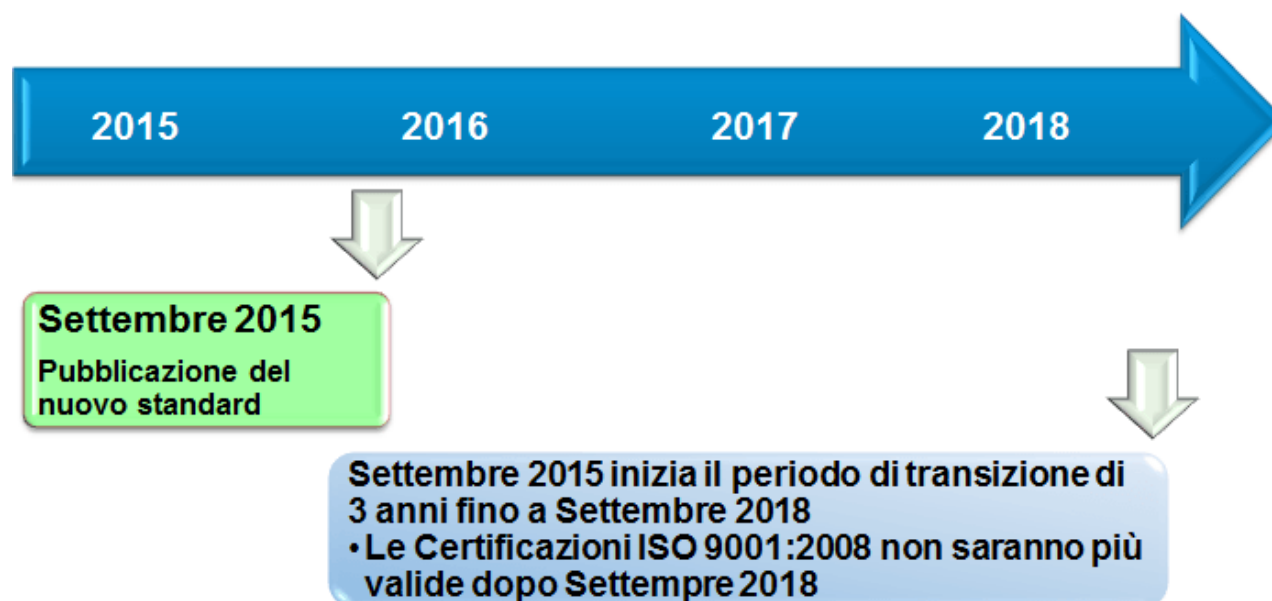 2015 2016 2017 2018
Settembre 2015
Pubblicazione del
nuovo standard
Settembre 2015 inizia il periodo di transizione di
3 anni fino a Settembre 2018
• Le Certificazioni ISO 9001:2008 non saranno più
valide dopo Settempre 2018